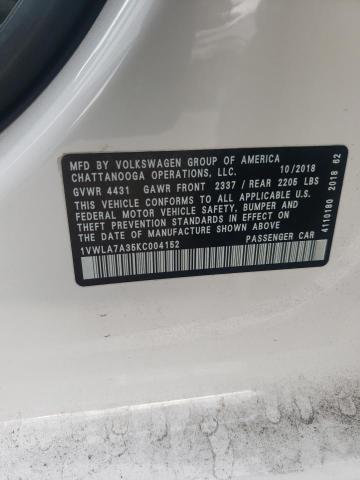 MFD BY VOLKSWAGEN GROUP OF AMERICA
CHATTANOOGA OPERATIONS, LLC. 10/2018
GVWR 4431 GAWR FRONT 2337 / REAR 2205 LBS
THIS VEHICLE CONFORMS TO ALL APPLICABLE U.S.
FEDERAL MOTOR VEHICLE SAFETY, BUMPER AND
THEFT PREVENTION STANDARDS IN EFFECT ON THE
DATE OF MANUFACTURE SHOWN ABOVE
1VWLA7A35KC004152 PASSENGER CAR
4110180 2018 62